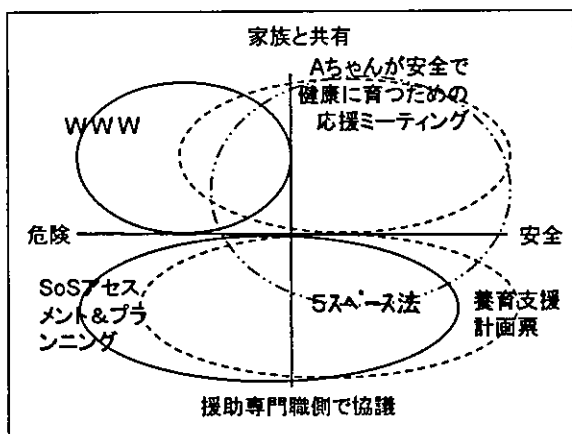 家族と共有
Aちゃんが安全で
健康に育つための
応援ミーティング
WWW
危険
安全
SoSアセス
メント&プラ
ンニング
5スペース法
養育支援
計画票
援助専門職側で協議